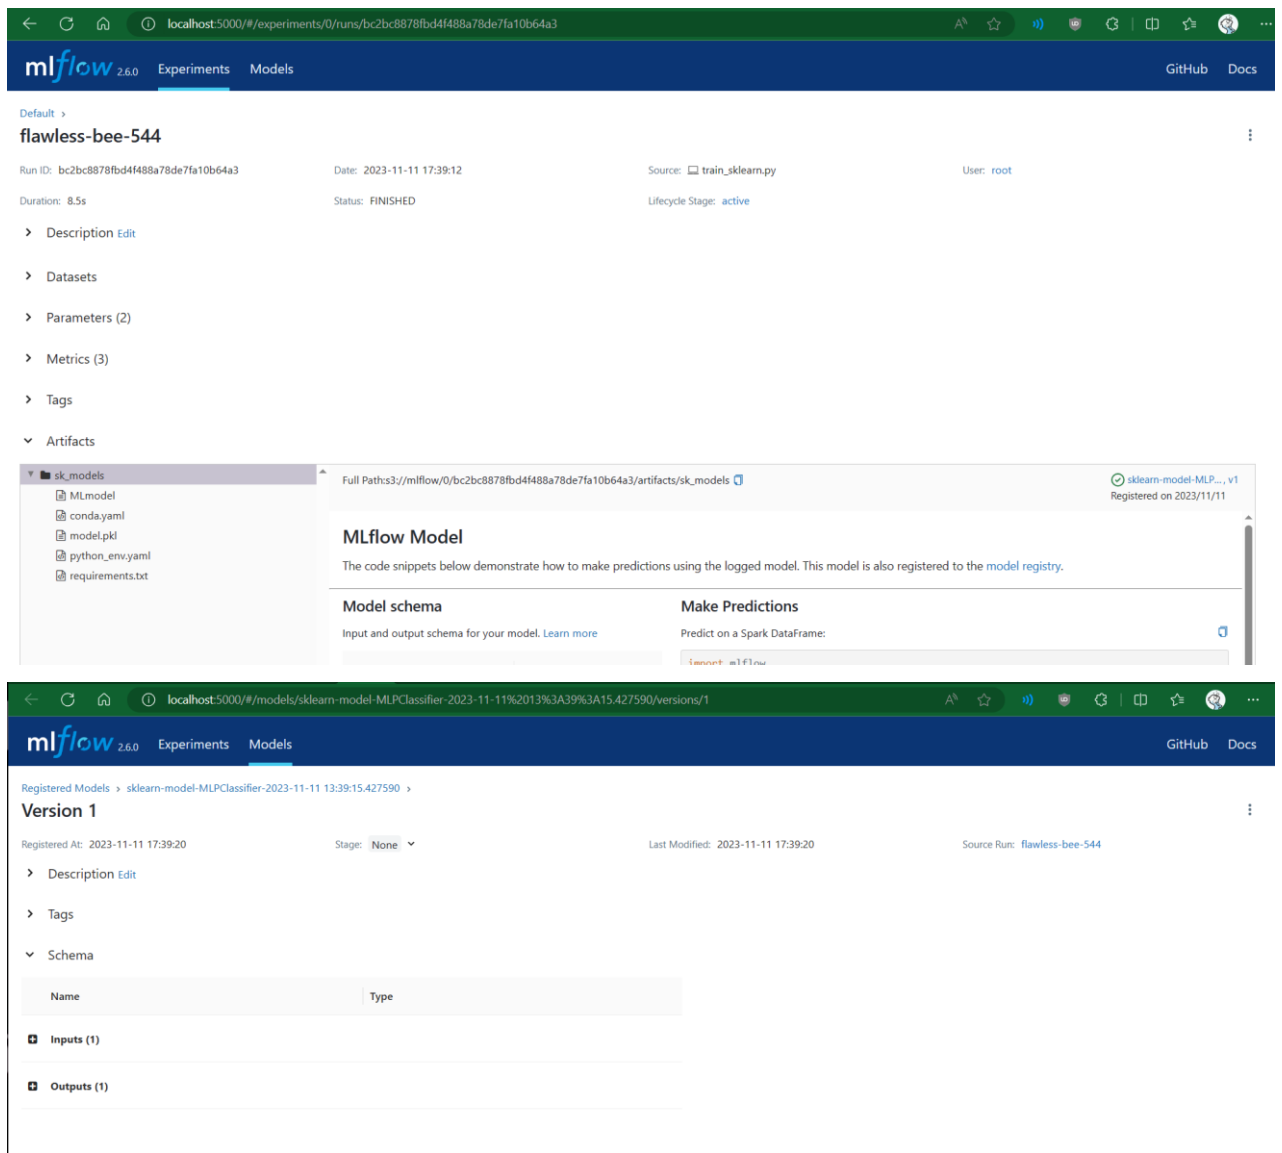 localhost:5000/#/experiments/0/runs/bc2bc8878fbd4f488a78de7fa10b64a3
mlflow 2.6.0 Experiments Models GitHub Docs
Default >
flawless-bee-544
Run ID: bc2bc8878fbd4f488a78de7fa10b64a3 Date: 2023-11-11 17:39:12 Source: train_sklearn.py User: root
Duration: 8.5s Status: FINISHED Lifecycle Stage: active
> Description Edit
> Datasets
> Parameters (2)
> Metrics (3)
> Tags
Artifacts
sk_models
MLmodel
conda.yaml
model.pkl
python_env.yaml
requirements.txt
Full Path:s3://mlflow/0/bc2bc8878fbd4f488a78de7fa10b64a3/artifacts/sk_models
sklearn-model-MLP..., v1
Registered on 2023/11/11
MLflow Model
The code snippets below demonstrate how to make predictions using the logged model. This model is also registered to the model registry.
Model schema
Input and output schema for your model. Learn more
Make Predictions
Predict on a Spark DataFrame:
import mlflow
localhost:5000/#/models/sklearn-model-MLPClassifier-2023-11-11%2013%3A39%3A15.427590/versions/1
mlflow 2.6.0 Experiments Models GitHub Docs
Registered Models > sklearn-model-MLPClassifier-2023-11-11 13:39:15.427590 >
Version 1
Registered At: 2023-11-11 17:39:20 Stage: None Last Modified: 2023-11-11 17:39:20 Source Run: flawless-bee-544
> Description Edit
> Tags
Schema
Name Type
Inputs (1)
Outputs (1)